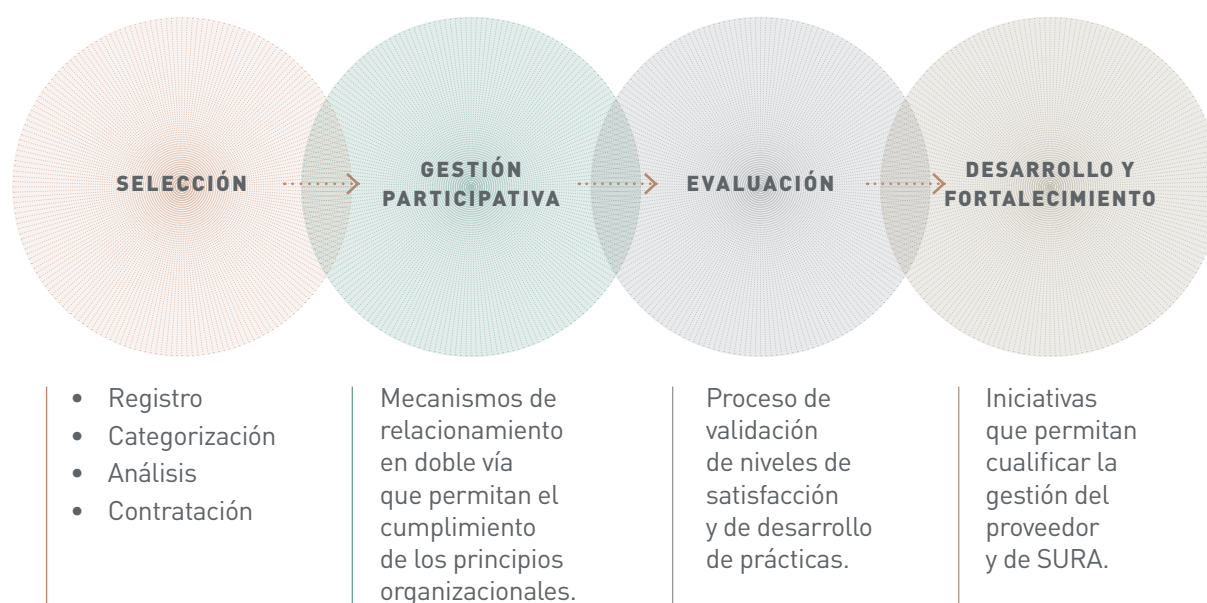 SELECCIÓN
GESTIÓN
PARTICIPATIVA
EVALUACIÓN
DESARROLLO Y
FORTALECIMIENTO
• Registro
• Categorización
• Análisis
• Contratación
Mecanismos de
relacionamiento
en doble vía
que permitan el
cumplimiento
de los principios
organizacionales.
Proceso de
validación
de niveles de
satisfacción
y de desarrollo
de prácticas.
Iniciativas
que permitan
cualificar la
gestión del
proveedor
y de SURA.